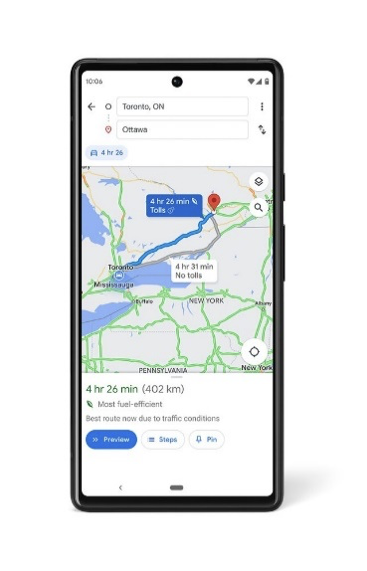 10:06
Toronto, ON
Ottawa
4 hr 26
4 hr 26 min
Tolls
Toronto
4 hr 31 min
No tolls
Mississauga
Buffalo
NEW YORK
Albany
PENNSYLVANIA
New York
4 hr 26 min (402 km)
Most fuel-efficient
Best route now due to traffic conditions
Preview
Steps
Pin